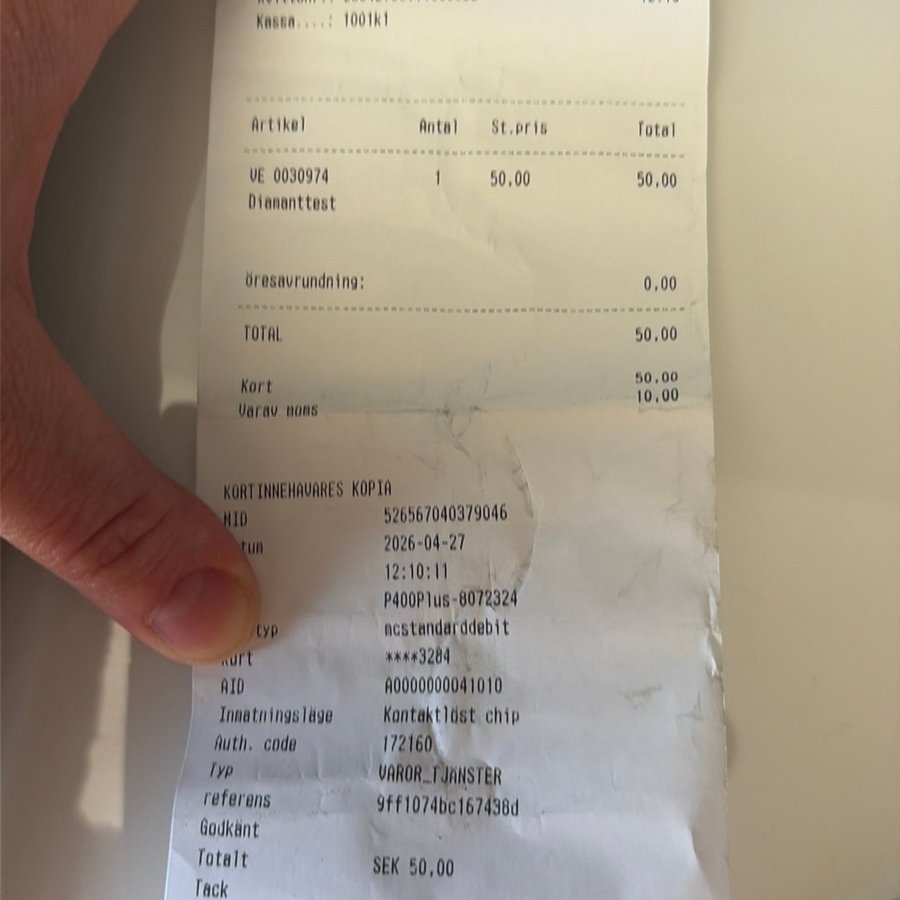 Kassa....: 1001k1
Artikel Antal St.pris Total
VE 0030974 1 50,00 50,00
Diamanttest
öresavrundning: 0,00
TOTAL 50,00
Kort 50,00
Varav moms 10,00
KORTINNEHAVARES KOPIA
MID 526567040379046
tum 2026-04-27
12:10:11
P400Plus-8072324
typ mcstandarddebit
Kort ****3284
AID A0000000041010
Inmatningsläge Kontaktlöst chip
Auth. code 172160
Typ VAROR_TJÄNSTER
referens 9ff1074bc167438d
Godkänt
Totalt SEK 50,00
Tack